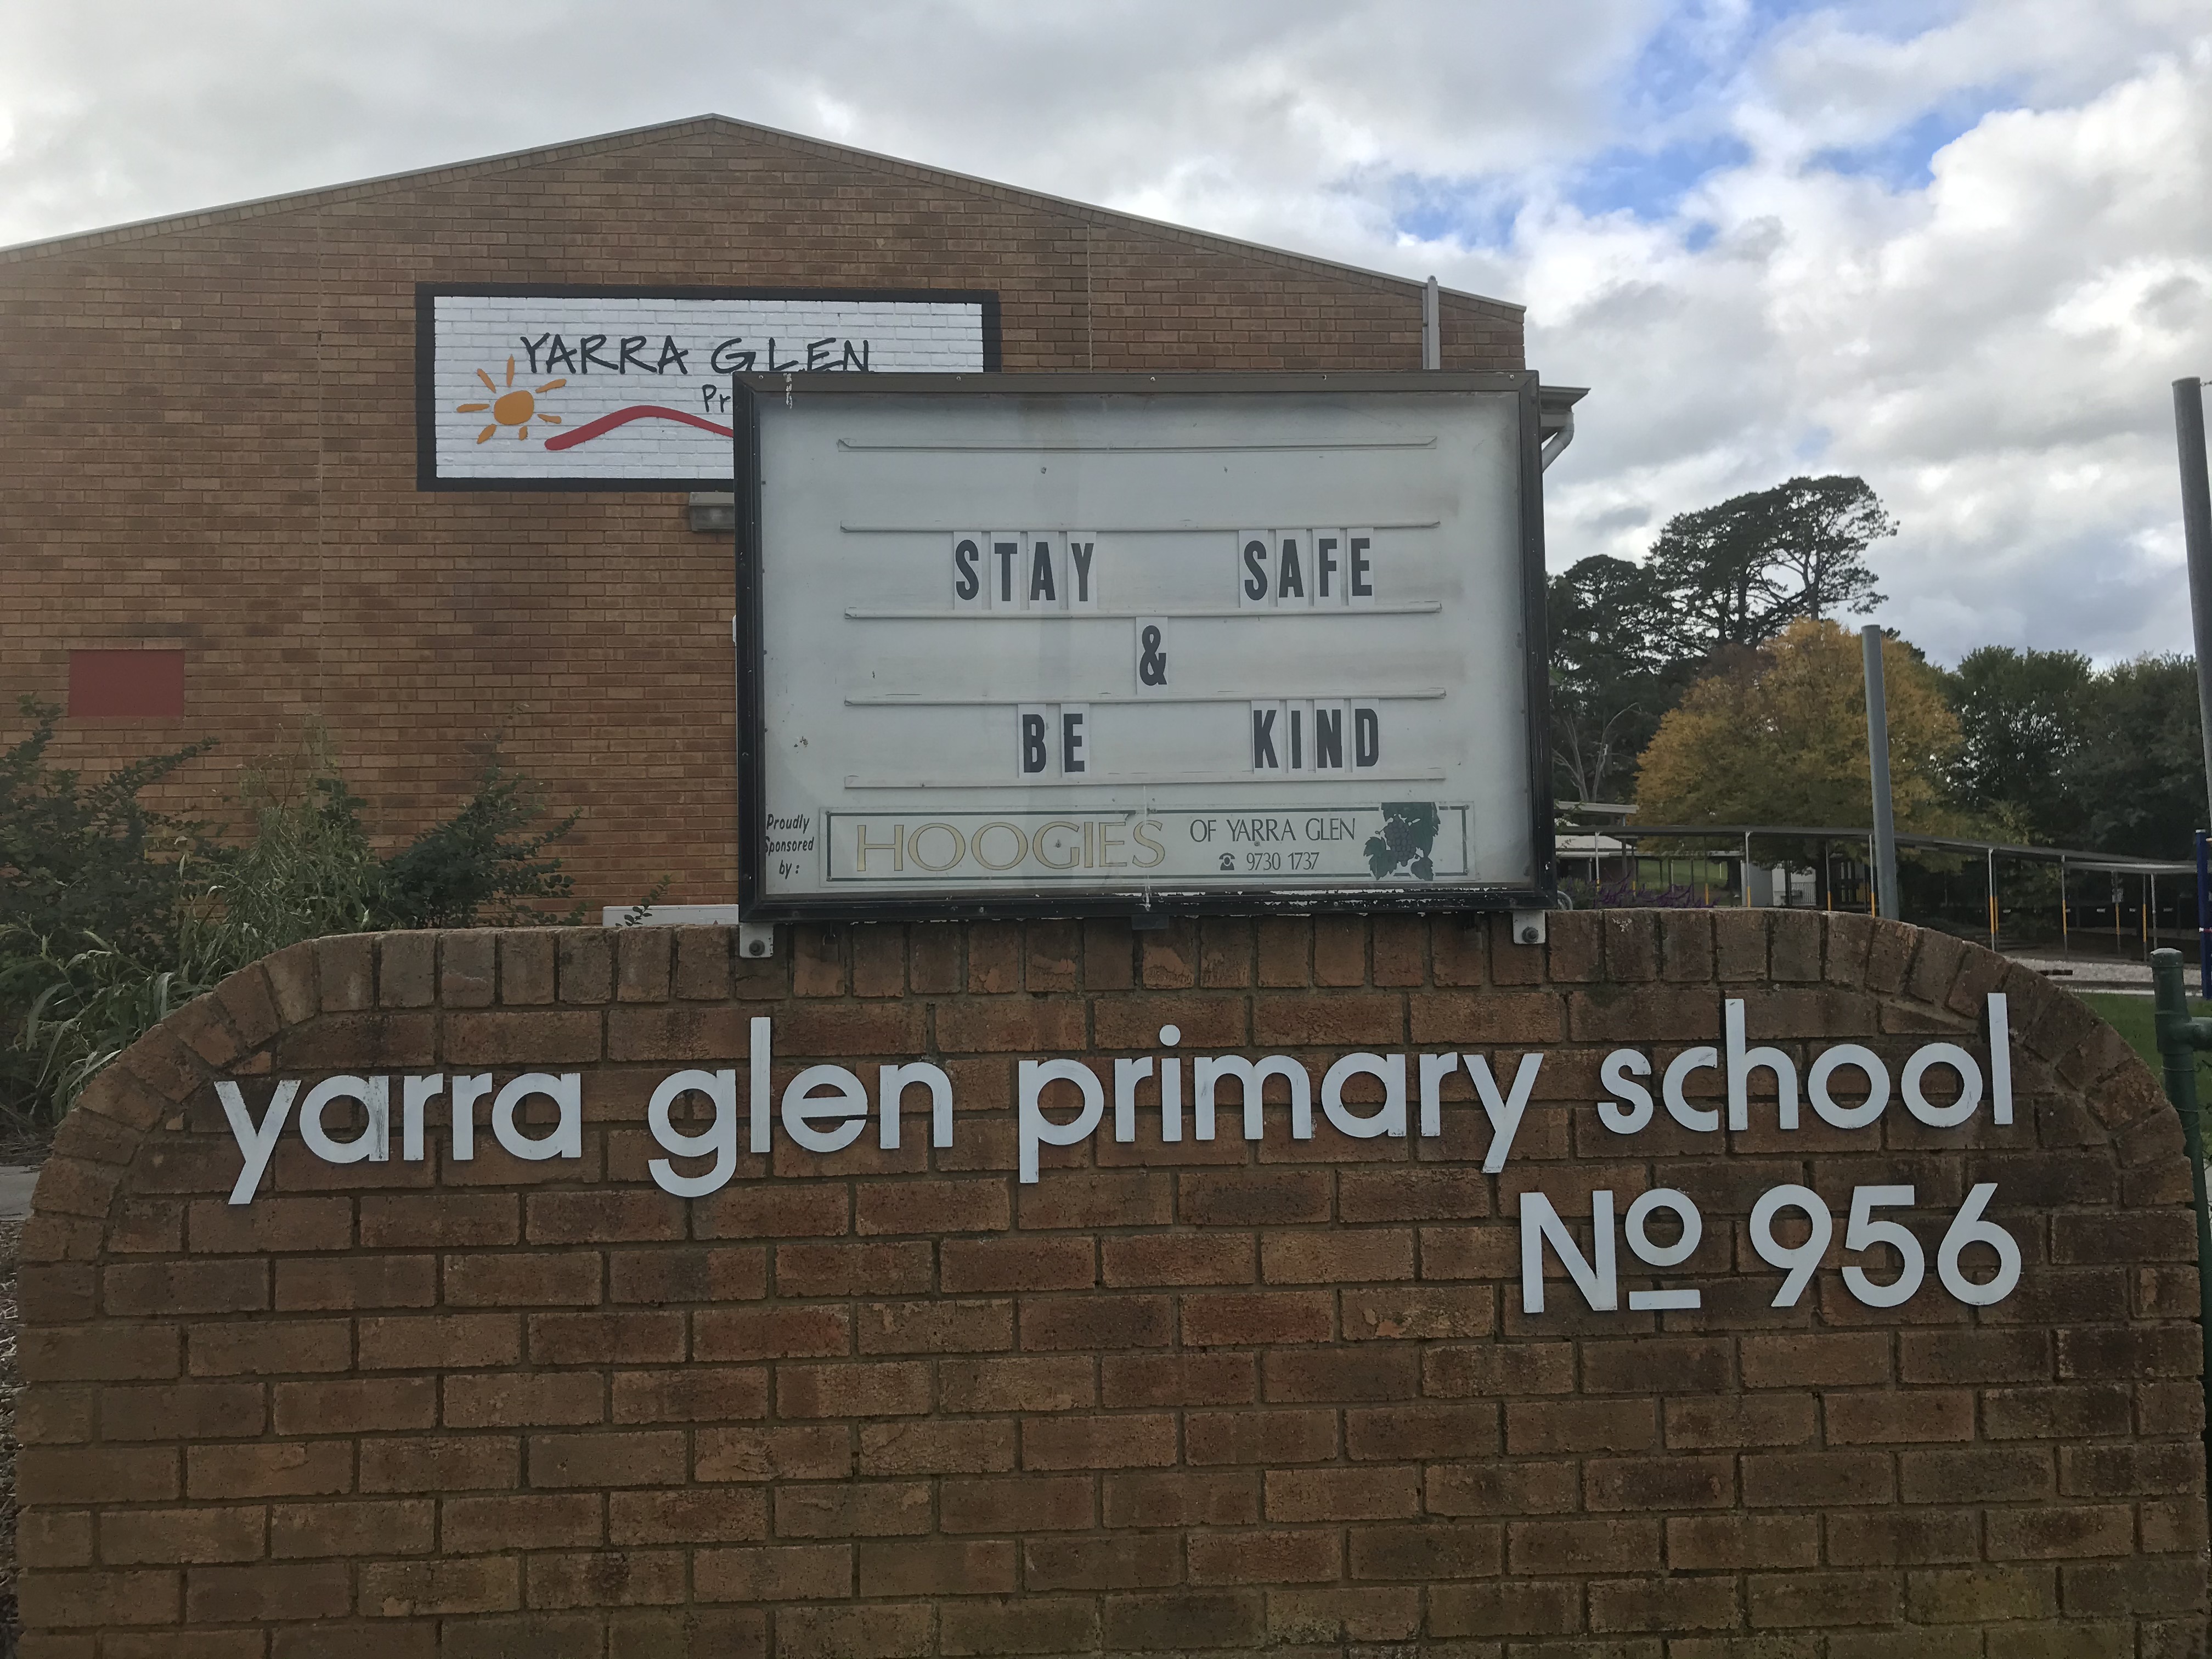 YARRA GLEN
STAY SAFE
&
BE KIND
Proudly
Sponsored
by:
HOOGIES OF YARRA GLEN
☎ 9730 1737
yarra glen primary school
Nº 956